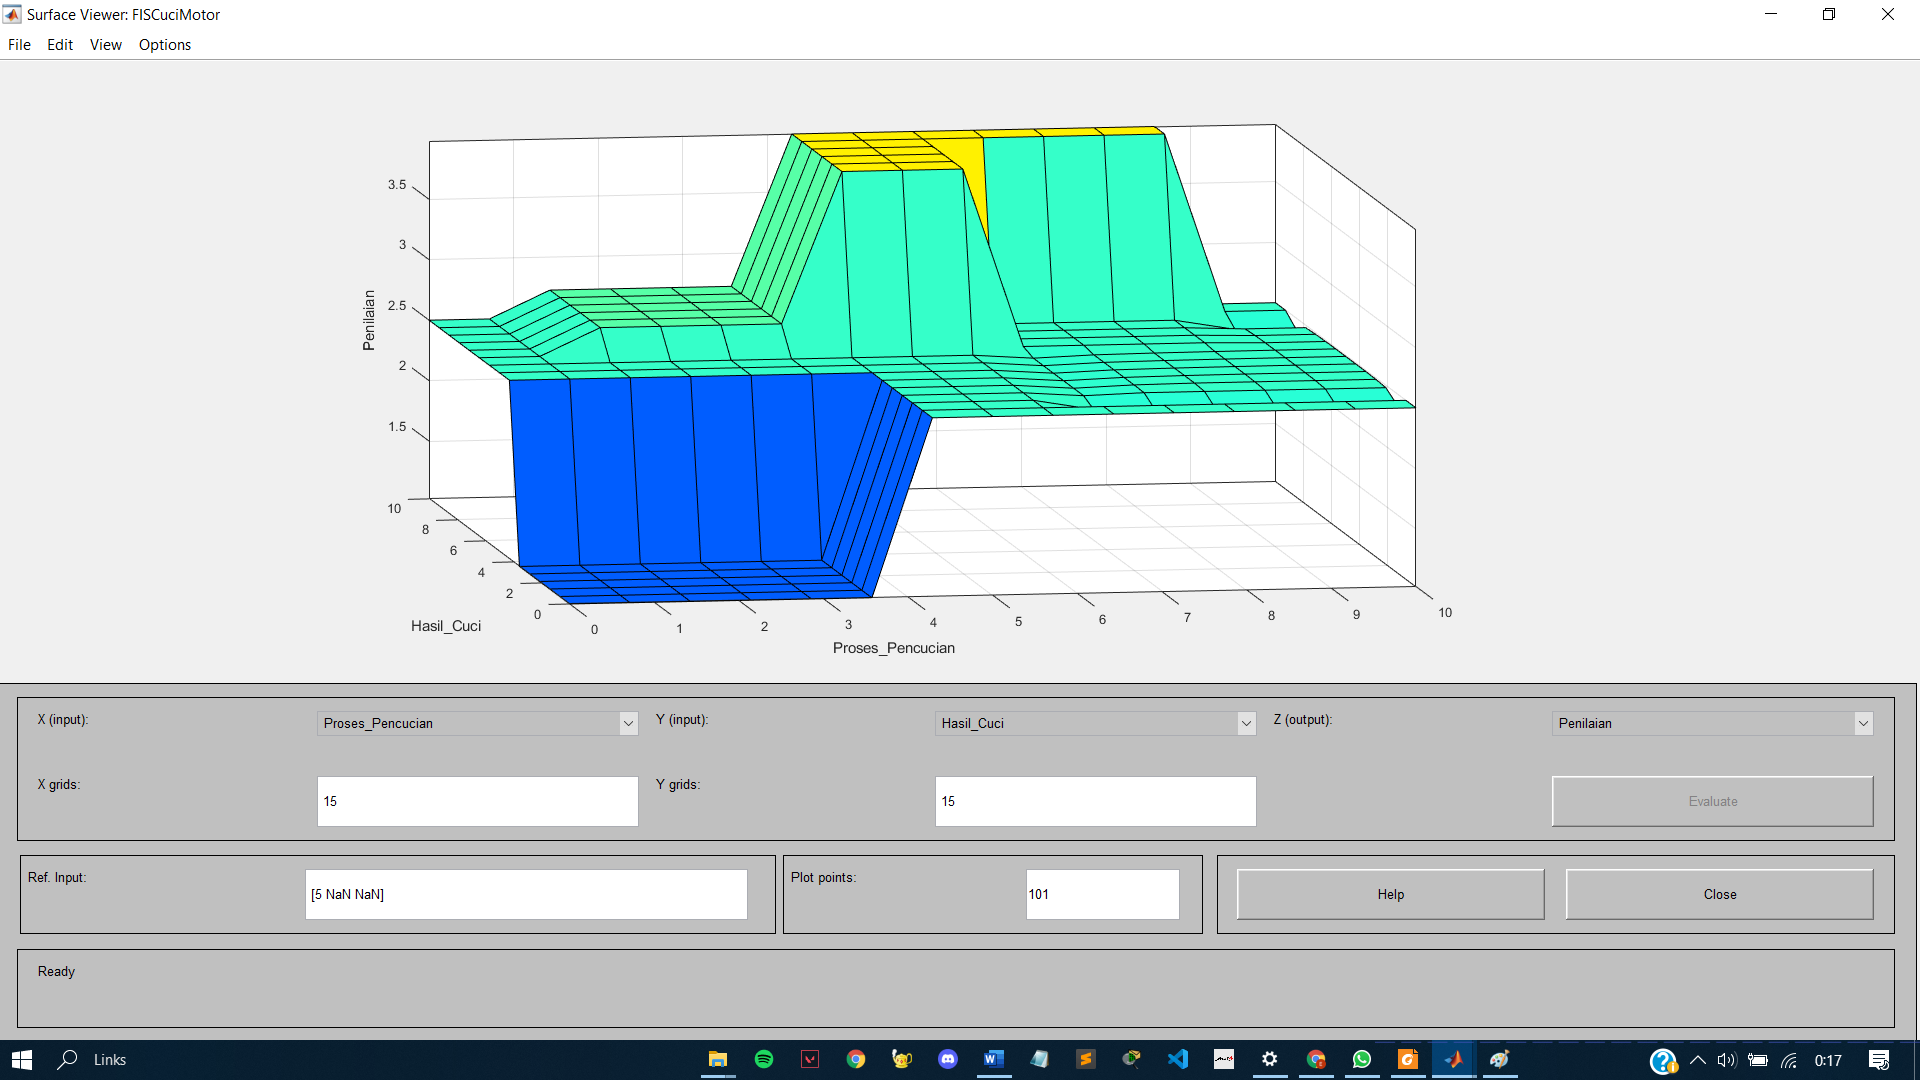 Surface Viewer: FISCuciMotor
File Edit View Options
3.5
3
2.5
2
1.5
Penilaian
10
8
6
4
2
0
Hasil_Cuci
0 1 2 3 4 5 6 7 8 9 10
Proses_Pencucian
X (input): Proses_Pencucian Y (input): Hasil_Cuci Z (output): Penilaian
X grids: 15 Y grids: 15 Evaluate
Ref. Input: [5 NaN NaN] Plot points: 101 Help Close
Ready
Links 0:17